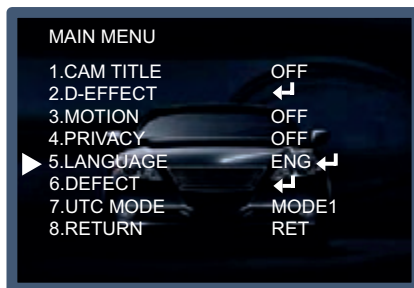 MAIN MENU
1.CAM TITLE OFF
2.D-EFFECT ↵
3.MOTION OFF
4.PRIVACY OFF
5.LANGUAGE ENG ↵
6.DEFECT ↵
7.UTC MODE MODE1
8.RETURN RET